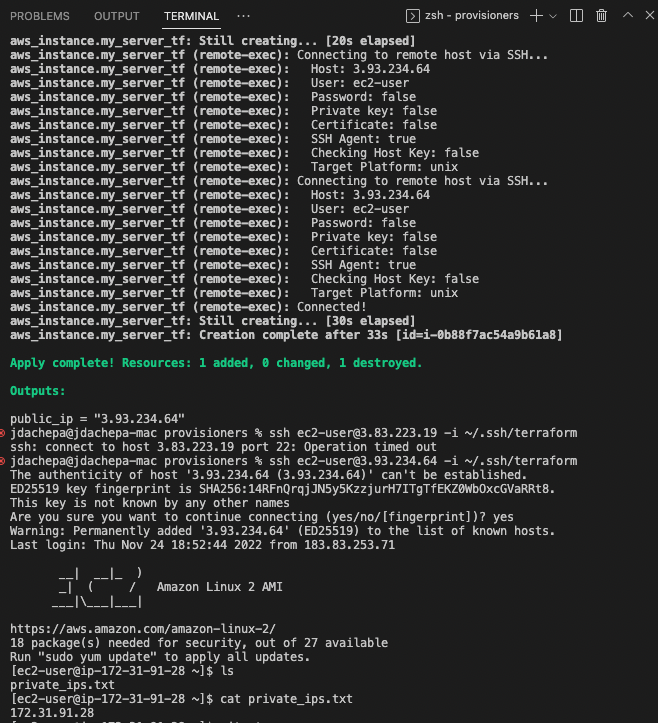 PROBLEMS OUTPUT TERMINAL ... zsh - provisioners
aws_instance.my_server_tf: Still creating... [20s elapsed]
aws_instance.my_server_tf (remote-exec): Connecting to remote host via SSH...
aws_instance.my_server_tf (remote-exec):   Host: 3.93.234.64
aws_instance.my_server_tf (remote-exec):   User: ec2-user
aws_instance.my_server_tf (remote-exec):   Password: false
aws_instance.my_server_tf (remote-exec):   Private key: false
aws_instance.my_server_tf (remote-exec):   Certificate: false
aws_instance.my_server_tf (remote-exec):   SSH Agent: true
aws_instance.my_server_tf (remote-exec):   Checking Host Key: false
aws_instance.my_server_tf (remote-exec):   Target Platform: unix
aws_instance.my_server_tf (remote-exec): Connecting to remote host via SSH...
aws_instance.my_server_tf (remote-exec):   Host: 3.93.234.64
aws_instance.my_server_tf (remote-exec):   User: ec2-user
aws_instance.my_server_tf (remote-exec):   Password: false
aws_instance.my_server_tf (remote-exec):   Private key: false
aws_instance.my_server_tf (remote-exec):   Certificate: false
aws_instance.my_server_tf (remote-exec):   SSH Agent: true
aws_instance.my_server_tf (remote-exec):   Checking Host Key: false
aws_instance.my_server_tf (remote-exec):   Target Platform: unix
aws_instance.my_server_tf (remote-exec): Connected!
aws_instance.my_server_tf: Still creating... [30s elapsed]
aws_instance.my_server_tf: Creation complete after 33s [id=i-0b88f7ac54a9b61a8]
Apply complete! Resources: 1 added, 0 changed, 1 destroyed.
Outputs:
public_ip = "3.93.234.64"
jdachepa@jdachepa-mac provisioners % ssh ec2-user@3.83.223.19 -i ~/.ssh/terraform
ssh: connect to host 3.83.223.19 port 22: Operation timed out
jdachepa@jdachepa-mac provisioners % ssh ec2-user@3.93.234.64 -i ~/.ssh/terraform
The authenticity of host '3.93.234.64 (3.93.234.64)' can't be established.
ED25519 key fingerprint is SHA256:14RFnQrqjJN5y5KzzjurH7ITgTfEKZ0WbOxcGVaRRt8.
This key is not known by any other names
Are you sure you want to continue connecting (yes/no/[fingerprint])? yes
Warning: Permanently added '3.93.234.64' (ED25519) to the list of known hosts.
Last login: Thu Nov 24 18:52:44 2022 from 183.83.253.71
       __|  __|_  )
       _|  (     /   Amazon Linux 2 AMI
      ___|\___|___|
https://aws.amazon.com/amazon-linux-2/
18 package(s) needed for security, out of 27 available
Run "sudo yum update" to apply all updates.
[ec2-user@ip-172-31-91-28 ~]$ ls
private_ips.txt
[ec2-user@ip-172-31-91-28 ~]$ cat private_ips.txt
172.31.91.28